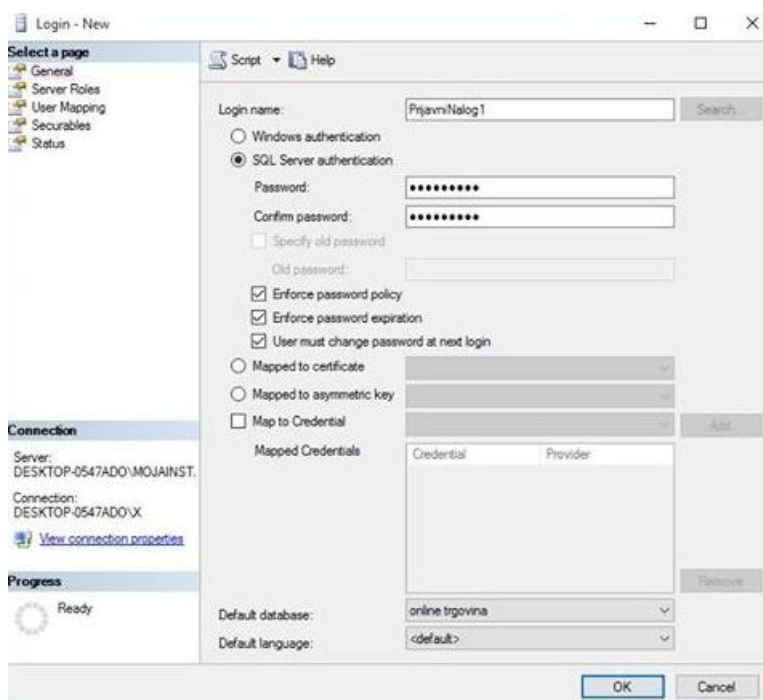 Login - New
Select a page
General
Server Roles
User Mapping
Securables
Status
Script
Help
Login name:
PrijavniNalog1
Search...
Windows authentication
SQL Server authentication
Password:
●●●●●●●●●
Confirm password:
●●●●●●●●●
Specify old password
Old password:
Enforce password policy
Enforce password expiration
User must change password at next login
Mapped to certificate
Mapped to asymmetric key
Map to Credential
Add
Mapped Credentials
Credential Provider
Remove
Default database:
online trgovina
Default language:
<default>
Connection
Server:
DESKTOP-0547ADO\MOJAINST.
Connection:
DESKTOP-0547ADO\X
View connection properties
Progress
Ready
OK
Cancel